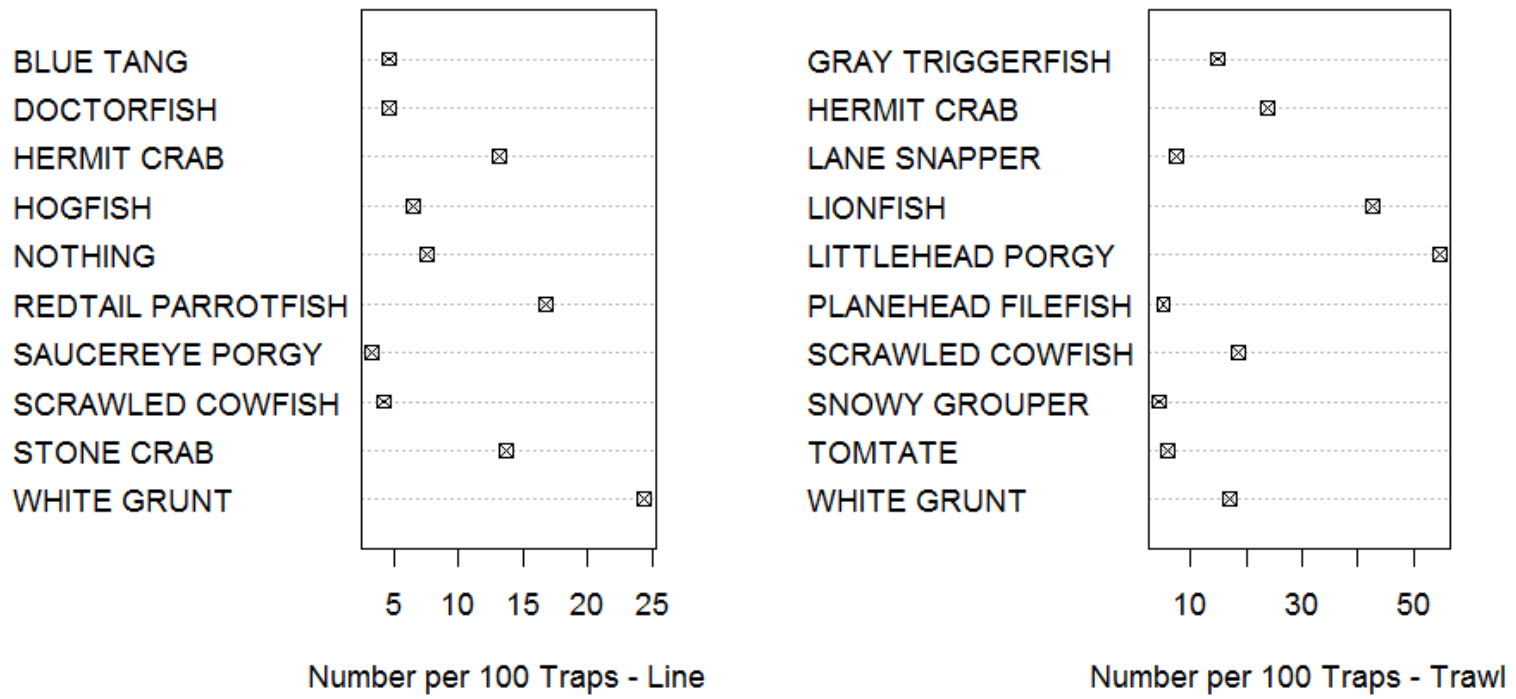 BLUE TANG
DOCTORFISH
HERMIT CRAB
HOGFISH
NOTHING
REDTAIL PARROTFISH
SAUCEREYE PORGY
SCRAWLED COWFISH
STONE CRAB
WHITE GRUNT
5 10 15 20 25
Number per 100 Traps - Line
GRAY TRIGGERFISH
HERMIT CRAB
LANE SNAPPER
LIONFISH
LITTLEHEAD PORGY
PLANEHEAD FILEFISH
SCRAWLED COWFISH
SNOWY GROUPER
TOMTATE
WHITE GRUNT
10 30 50
Number per 100 Traps - Trawl